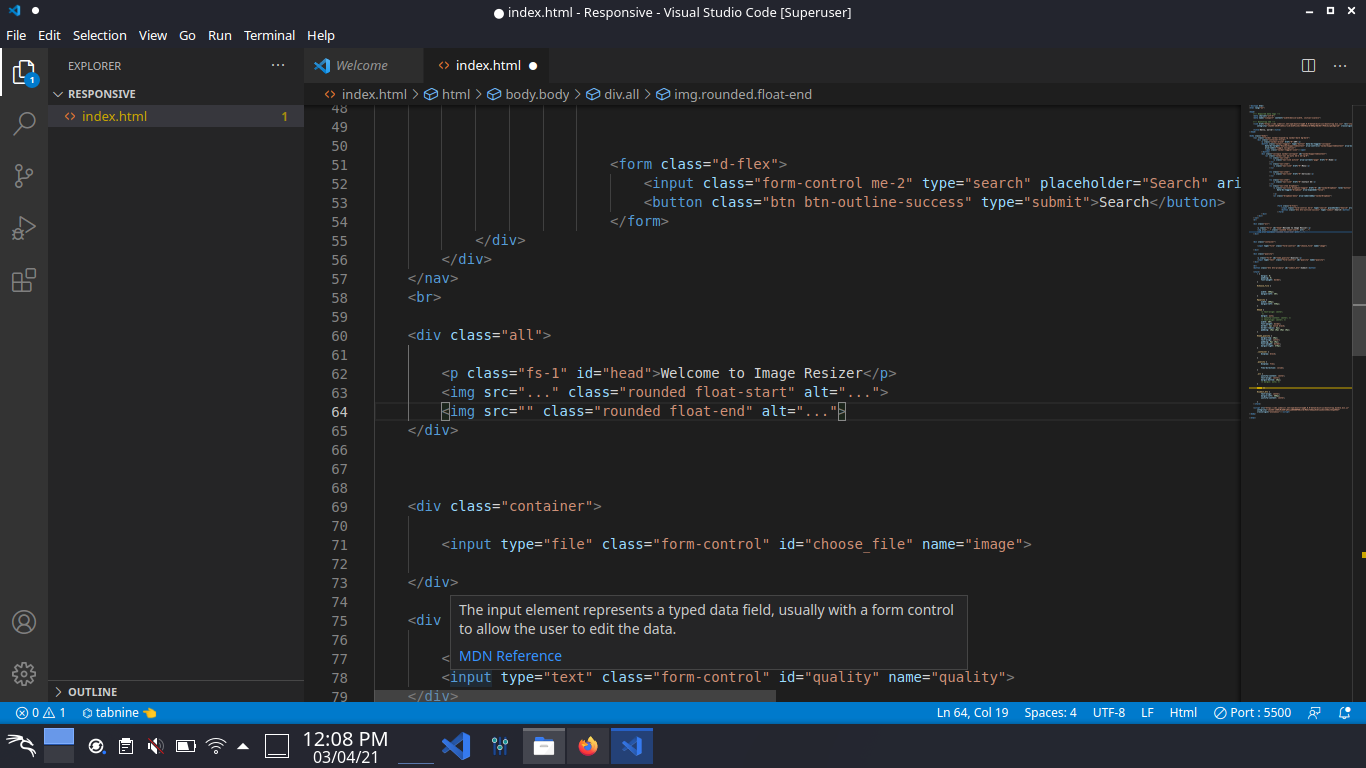 index.html - Responsive - Visual Studio Code [Superuser]
File Edit Selection View Go Run Terminal Help
EXPLORER
Welcome
index.html
RESPONSIVE
index.html > html > body.body > div.all > img.rounded.float-end
index.html 1
48
49
50
51 <form class="d-flex">
52 <input class="form-control me-2" type="search" placeholder="Search" ari
53 <button class="btn btn-outline-success" type="submit">Search</button>
54 </form>
55 </div>
56 </div>
57 </nav>
58 <br>
59
60 <div class="all">
61
62 <p class="fs-1" id="head">Welcome to Image Resizer</p>
63 <img src="..." class="rounded float-start" alt="...">
64 <img src="" class="rounded float-end" alt="...">
65 </div>
66
67
68
69 <div class="container">
70
71 <input type="file" class="form-control" id="choose_file" name="image">
72
73 </div>
74
75 <div
76
77 <
78 <input type="text" class="form-control" id="quality" name="quality">
79 </div>
The input element represents a typed data field, usually with a form control
to allow the user to edit the data.
MDN Reference
OUTLINE
1
0 1 tabnine 👈 Ln 64, Col 19 Spaces: 4 UTF-8 LF Html Port : 5500
12:08 PM
03/04/21